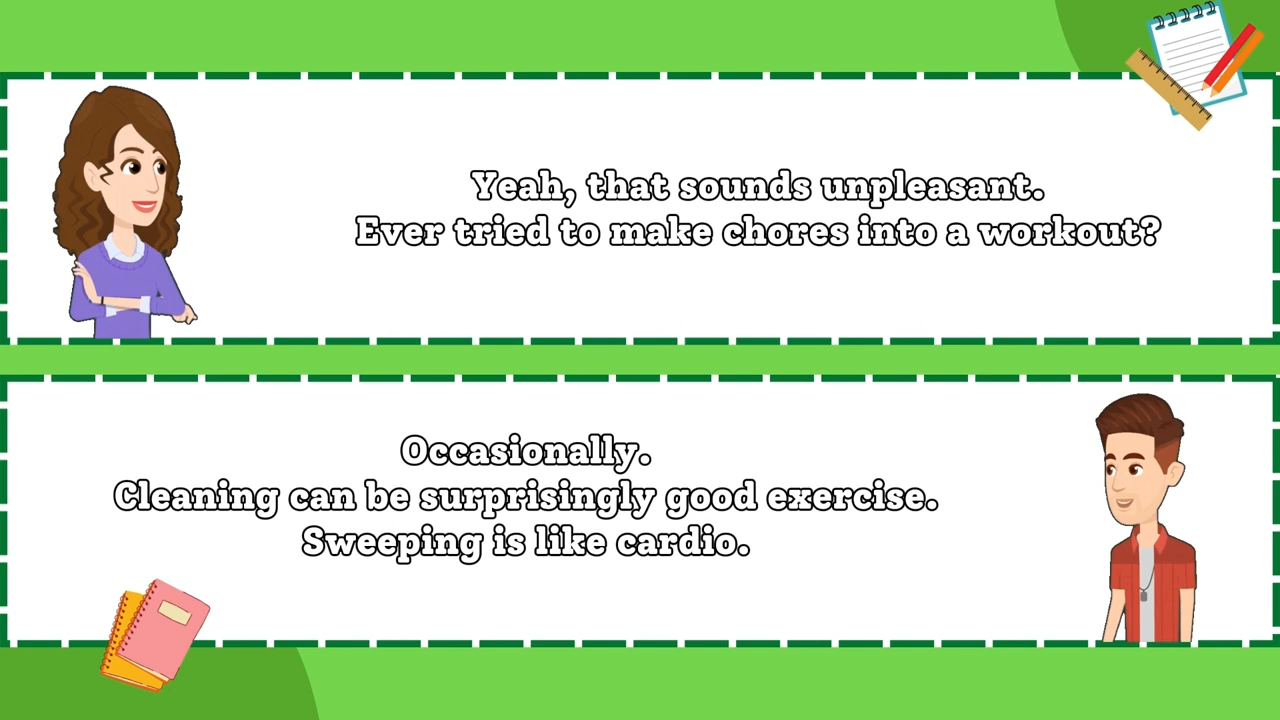 Yeah, that sounds unpleasant.
Ever tried to make chores into a workout?
Occasionally.
Cleaning can be surprisingly good exercise.
Sweeping is like cardio.